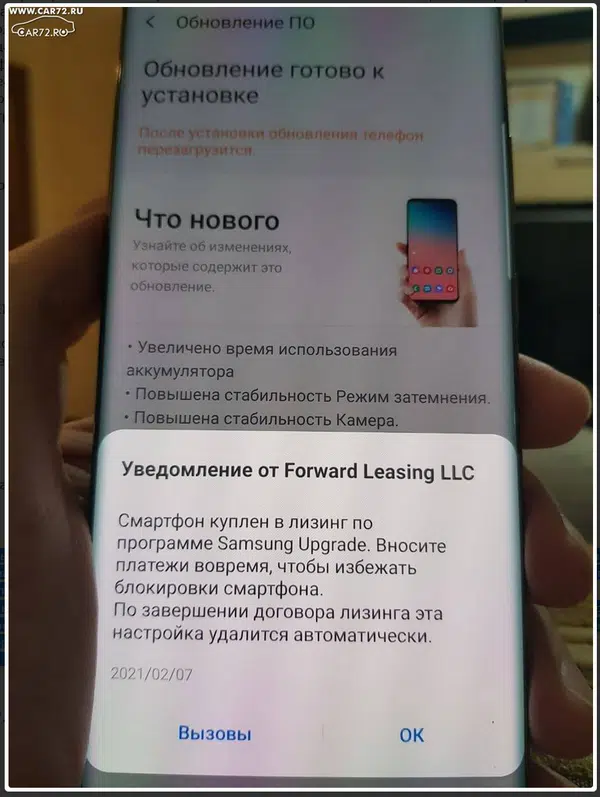 WWW.CAR72.RU
CAR72.RU
Обновление ПО
Обновление готово к
установке
После установки обновления телефон
перезагрузится.
Что нового
Узнайте об изменениях,
которые содержит это
обновление.
• Увеличено время использования
аккумулятора
• Повышена стабильность Режим затемнения.
• Повышена стабильность Камера.
Уведомление от Forward Leasing LLC
Смартфон куплен в лизинг по
программе Samsung Upgrade. Вносите
платежи вовремя, чтобы избежать
блокировки смартфона.
По завершении договора лизинга эта
настройка удалится автоматически.
2021/02/07
Вызовы
ОК